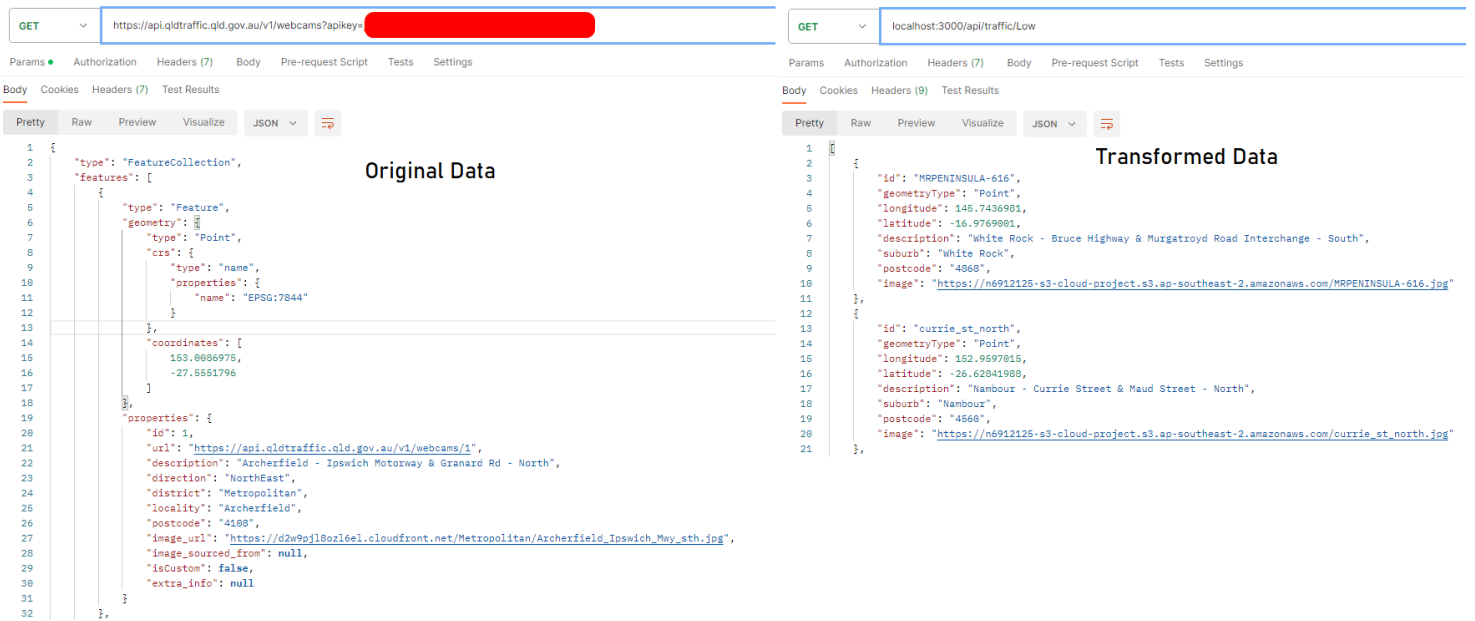 GET
https://api.qldtraffic.qld.gov.au/v1/webcams?apikey=
Params
Authorization
Headers (7)
Body
Pre-request Script
Tests
Settings
Body
Cookies
Headers (7)
Test Results
Pretty
Raw
Preview
Visualize
JSON
Original Data
1 {
2 "type": "FeatureCollection",
3 "features": [
4 {
5 "type": "Feature",
6 "geometry": {
7 "type": "Point",
8 "crs": {
9 "type": "name",
10 "properties": {
11 "name": "EPSG:7844"
12 }
13 },
14 "coordinates": [
15 153.0086975,
16 -27.5551796
17 ]
18 },
19 "properties": {
20 "id": 1,
21 "url": "https://api.qldtraffic.qld.gov.au/v1/webcams/1",
22 "description": "Archerfield - Ipswich Motorway & Granard Rd - North",
23 "direction": "NorthEast",
24 "district": "Metropolitan",
25 "locality": "Archerfield",
26 "postcode": "4108",
27 "image_url": "https://d2w9pjl8ozl6el.cloudfront.net/Metropolitan/Archerfield_Ipswich_Mwy_sth.jpg",
28 "image_sourced_from": null,
29 "isCustom": false,
30 "extra_info": null
31 }
32 },
GET
localhost:3000/api/traffic/Low
Params
Authorization
Headers (7)
Body
Pre-request Script
Tests
Settings
Body
Cookies
Headers (9)
Test Results
Pretty
Raw
Preview
Visualize
JSON
Transformed Data
1 [
2 {
3 "id": "MRPENINSULA-616",
4 "geometryType": "Point",
5 "longitude": 145.7436981,
6 "latitude": -16.9769001,
7 "description": "White Rock - Bruce Highway & Murgatroyd Road Interchange - South",
8 "suburb": "White Rock",
9 "postcode": "4868",
10 "image": "https://n6912125-s3-cloud-project.s3.ap-southeast-2.amazonaws.com/MRPENINSULA-616.jpg"
11 },
12 {
13 "id": "currie_st_north",
14 "geometryType": "Point",
15 "longitude": 152.9597015,
16 "latitude": -26.62841988,
17 "description": "Nambour - Currie Street & Maud Street - North",
18 "suburb": "Nambour",
19 "postcode": "4560",
20 "image": "https://n6912125-s3-cloud-project.s3.ap-southeast-2.amazonaws.com/currie_st_north.jpg"
21 },